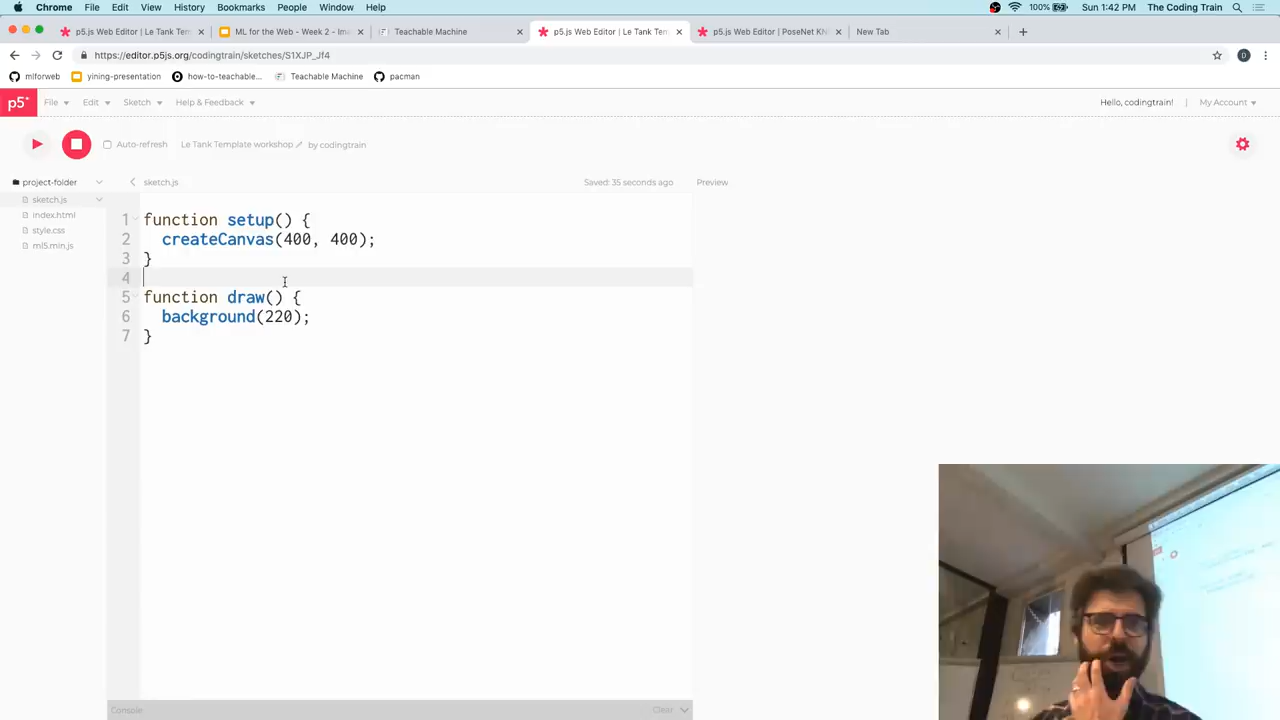 Chrome File Edit View History Bookmarks People Window Help
100% Sun 1:42 PM The Coding Train
p5.js Web Editor | Le Tank Tem
ML for the Web - Week 2 - Ima
Teachable Machine
p5.js Web Editor | Le Tank Tem
p5.js Web Editor | PoseNet KN
New Tab
https://editor.p5js.org/codingtrain/sketches/S1XJP_Jf4
mlforweb
yining-presentation
how-to-teachable...
Teachable Machine
pacman
p5* File Edit Sketch Help & Feedback
Hello, codingtrain! | My Account
Auto-refresh Le Tank Template workshop by codingtrain
project-folder
sketch.js
index.html
style.css
ml5.min.js
sketch.js Saved: 35 seconds ago
Preview
1 function setup() {
2 createCanvas(400, 400);
3 }
4
5 function draw() {
6 background(220);
7 }
Console Clear